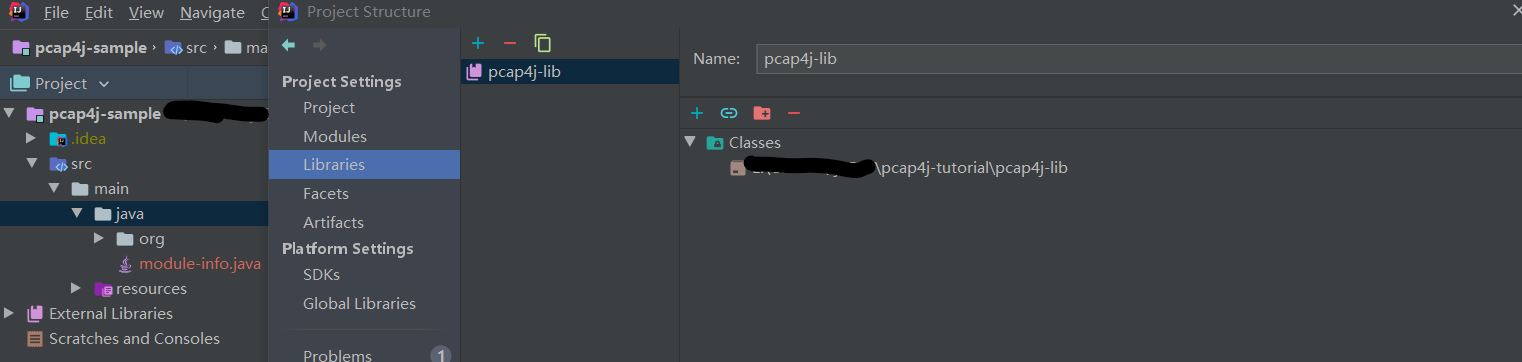 File Edit View Navigate
Project Structure
pcap4j-sample › src › ma
Project
pcap4j-sample
.idea
src
main
java
org
module-info.java
resources
External Libraries
Scratches and Consoles
Project Settings
Project
Modules
Libraries
Facets
Artifacts
Platform Settings
SDKs
Global Libraries
Problems 1
pcap4j-lib
Name: pcap4j-lib
Classes
\pcap4j-tutorial\pcap4j-lib